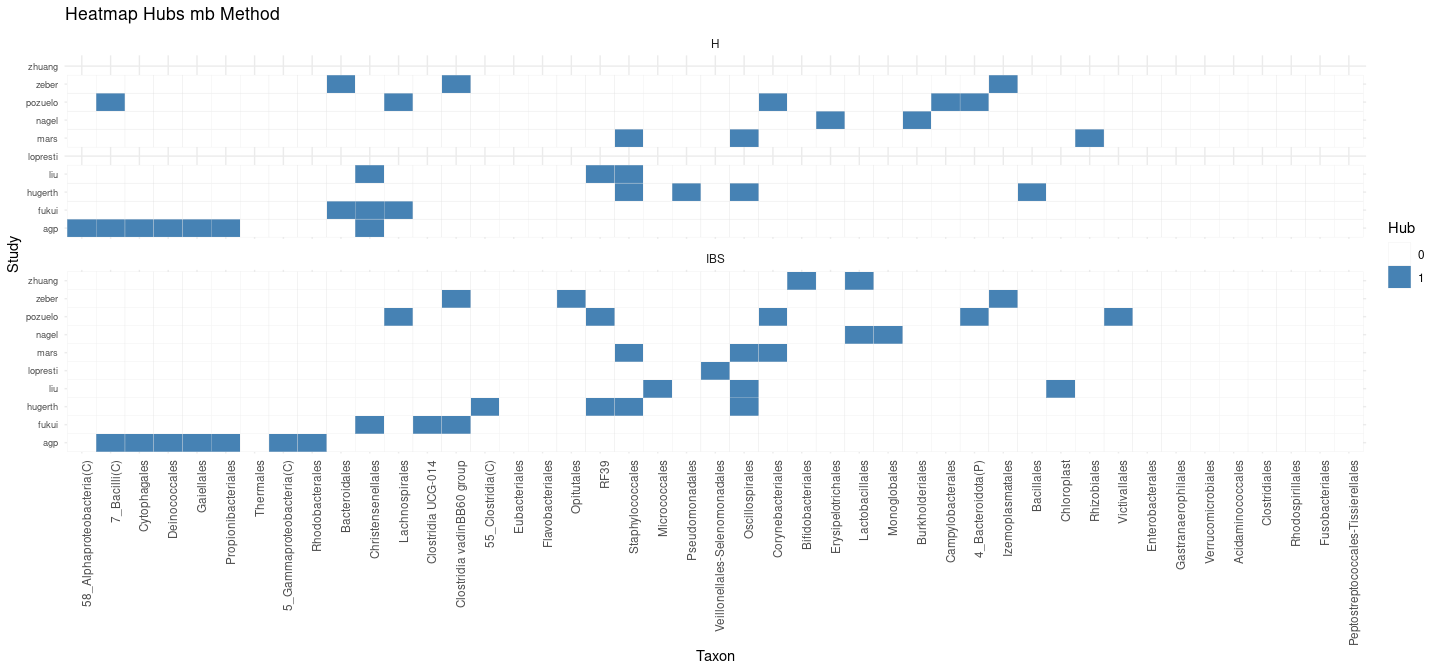 Heatmap Hubs mb Method
H
zhuang
zeber
pozuelo
nagel
mars
lopresti
liu
hugerth
fukui
agp
IBS
zhuang
zeber
pozuelo
nagel
mars
lopresti
liu
hugerth
fukui
agp
Study
58_Alphaproteobacteria(C)
7_Bacilli(C)
Cytophagales
Deinococcales
Gaiellales
Propionibacteriales
Thermales
5_Gammaproteobacteria(C)
Rhodobacterales
Bacteroidales
Christensenellales
Lachnospirales
Clostridia UCG-014
Clostridia vadinBB60 group
55_Clostridia(C)
Eubacteriales
Flavobacteriales
Opitutales
RF39
Staphylococcales
Micrococcales
Pseudomonadales
Veillonellales-Selenomonadales
Oscillospirales
Corynebacteriales
Bifidobacteriales
Erysipelotrichales
Lactobacillales
Monoglobales
Burkholderiales
Campylobacterales
4_Bacteroidota(P)
Izemoplasmatales
Bacillales
Chloroplast
Rhizobiales
Victivallales
Enterobacterales
Gastranaerophilales
Verrucomicrobiales
Acidaminococcales
Clostridiales
Rhodospirillales
Fusobacteriales
Peptostreptococcales-Tissierellales
Taxon
Hub
0
1